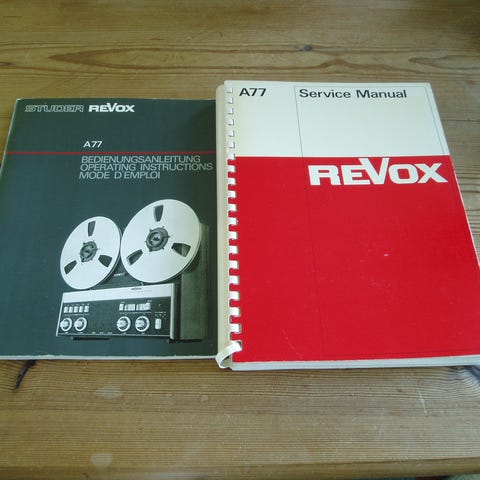 STUDER REVOX
A77
BEDIENUNGSANLEITUNG
OPERATING INSTRUCTIONS
MODE D'EMPLOI
A77
Service Manual
REVOX